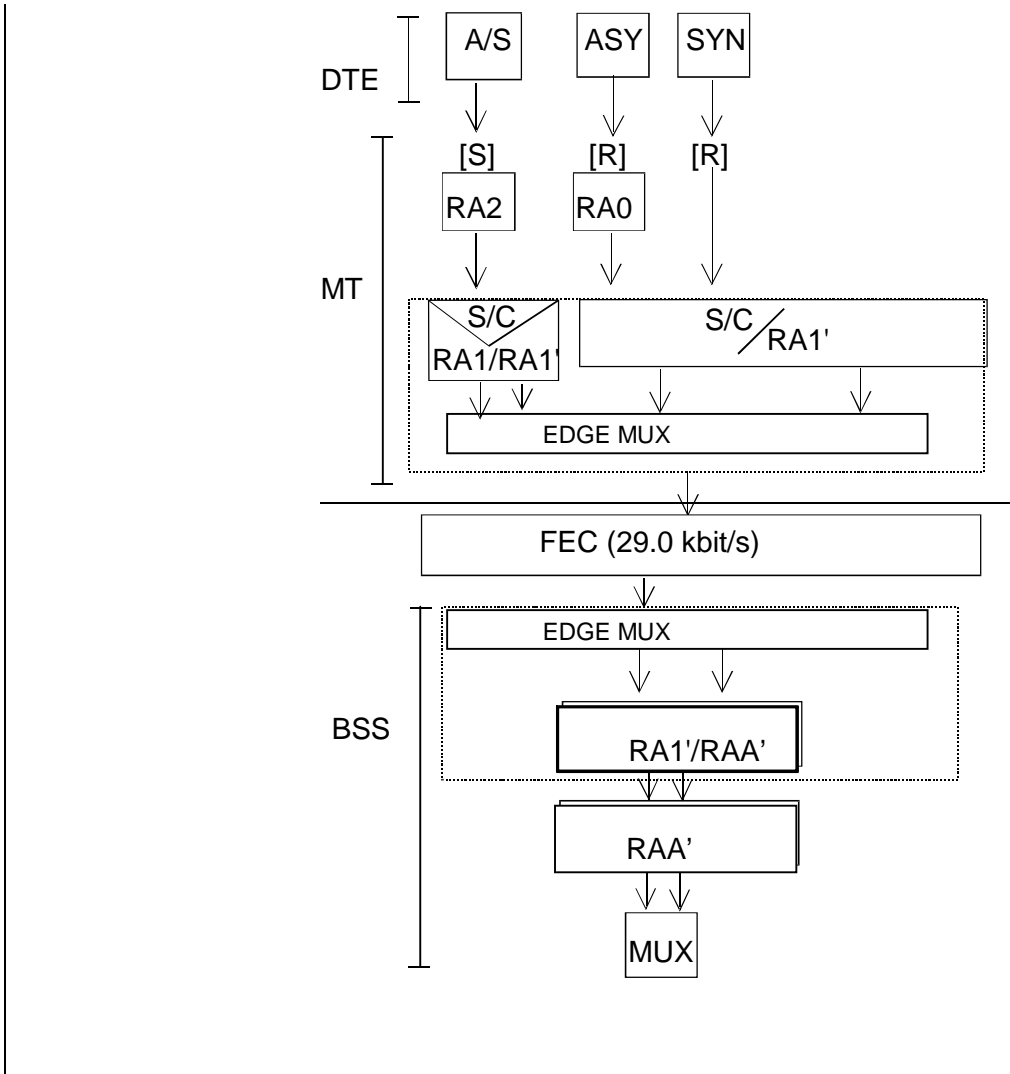 A/S ASY SYN
DTE
[S] [R] [R]
RA2 RA0
MT
S/C S/C
RA1/RA1' RA1'
EDGE MUX
FEC (29.0 kbit/s)
EDGE MUX
BSS
RA1'/RAA’
RAA’
MUX